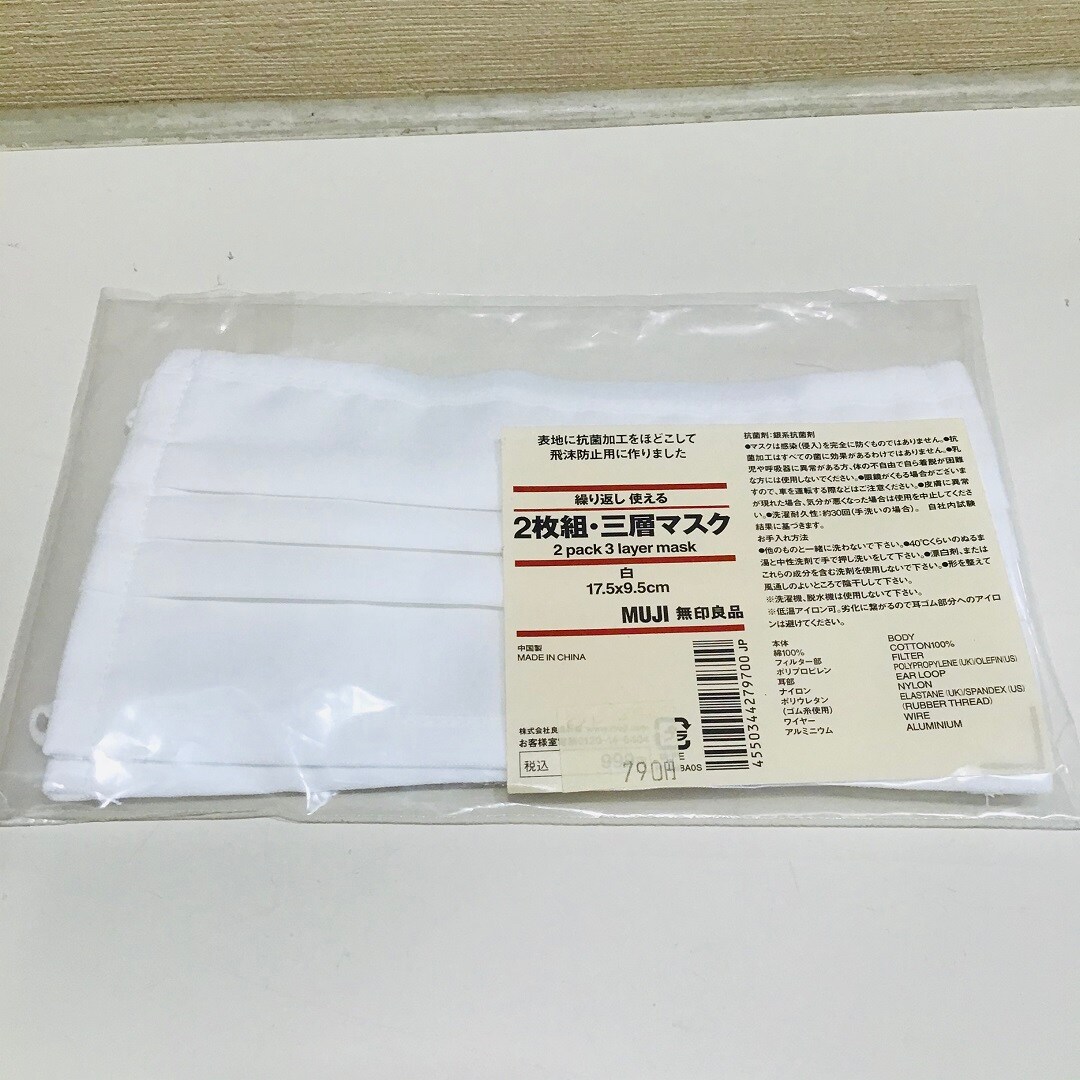 表地に抗菌加工をほどこして
飛沫防止用に作りました
繰り返し 使える
2枚組・三層マスク
2 pack 3 layer mask
白
17.5x9.5cm
MUJI 無印良品
中国製
MADE IN CHINA
株式会社良
お客様室
税込
790円
BA0S
4550344279700 JP
抗菌剤:銀系抗菌剤
●マスクは感染(侵入)を完全に防ぐものではありません。●抗
菌加工はすべての菌に効果があるわけではありません。●乳
児や呼吸器に異常がある方、体の不自由で自ら着脱が困難
な方には使用しないでください。●眼鏡がくもる場合がございま
すので、車を運転する際などはご注意ください。●皮膚に異常
が現れた場合、気分が悪くなった場合は使用を中止してくださ
い。●洗濯耐久性:約30回(手洗いの場合)。 自社内試験
結果に基づきます。
お手入れ方法
●他のものと一緒に洗わないで下さい。●40℃くらいのぬるま
湯と中性洗剤で手で押し洗いをして下さい。●漂白剤、または
これらの成分を含む洗剤を使用しないで下さい。●形を整えて
風通しのよいところで陰干しして下さい。
※洗濯機、脱水機は使用しないで下さい。
※低温アイロン可。劣化に繋がるので耳ゴム部分へのアイロ
ンは避けてください。
本体
綿100%
フィルター部
ポリプロピレン
耳部
ナイロン
ポリウレタン
(ゴム糸使用)
ワイヤー
アルミニウム
BODY
COTTON100%
FILTER
POLYPROPYLENE (UK)/OLEFIN(US)
EAR LOOP
NYLON
ELASTANE (UK)/SPANDEX (US)
(RUBBER THREAD)
WIRE
ALUMINIUM